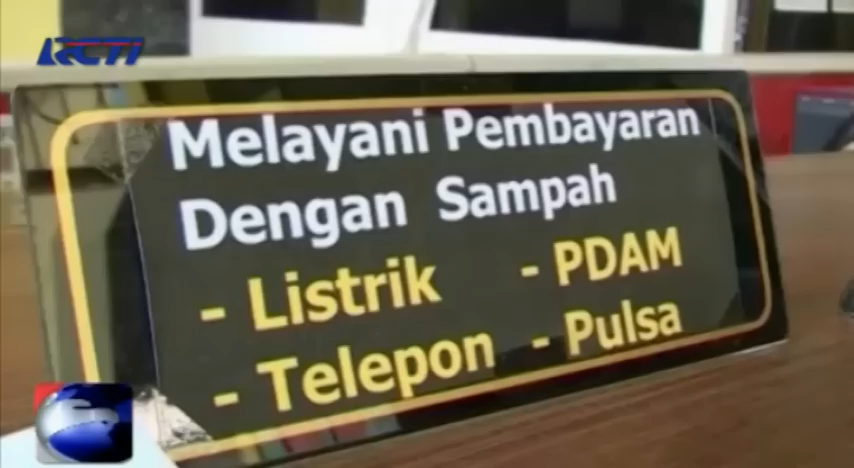 RCTI
Melayani Pembayaran
Dengan Sampah
- Listrik - PDAM
- Telepon - Pulsa